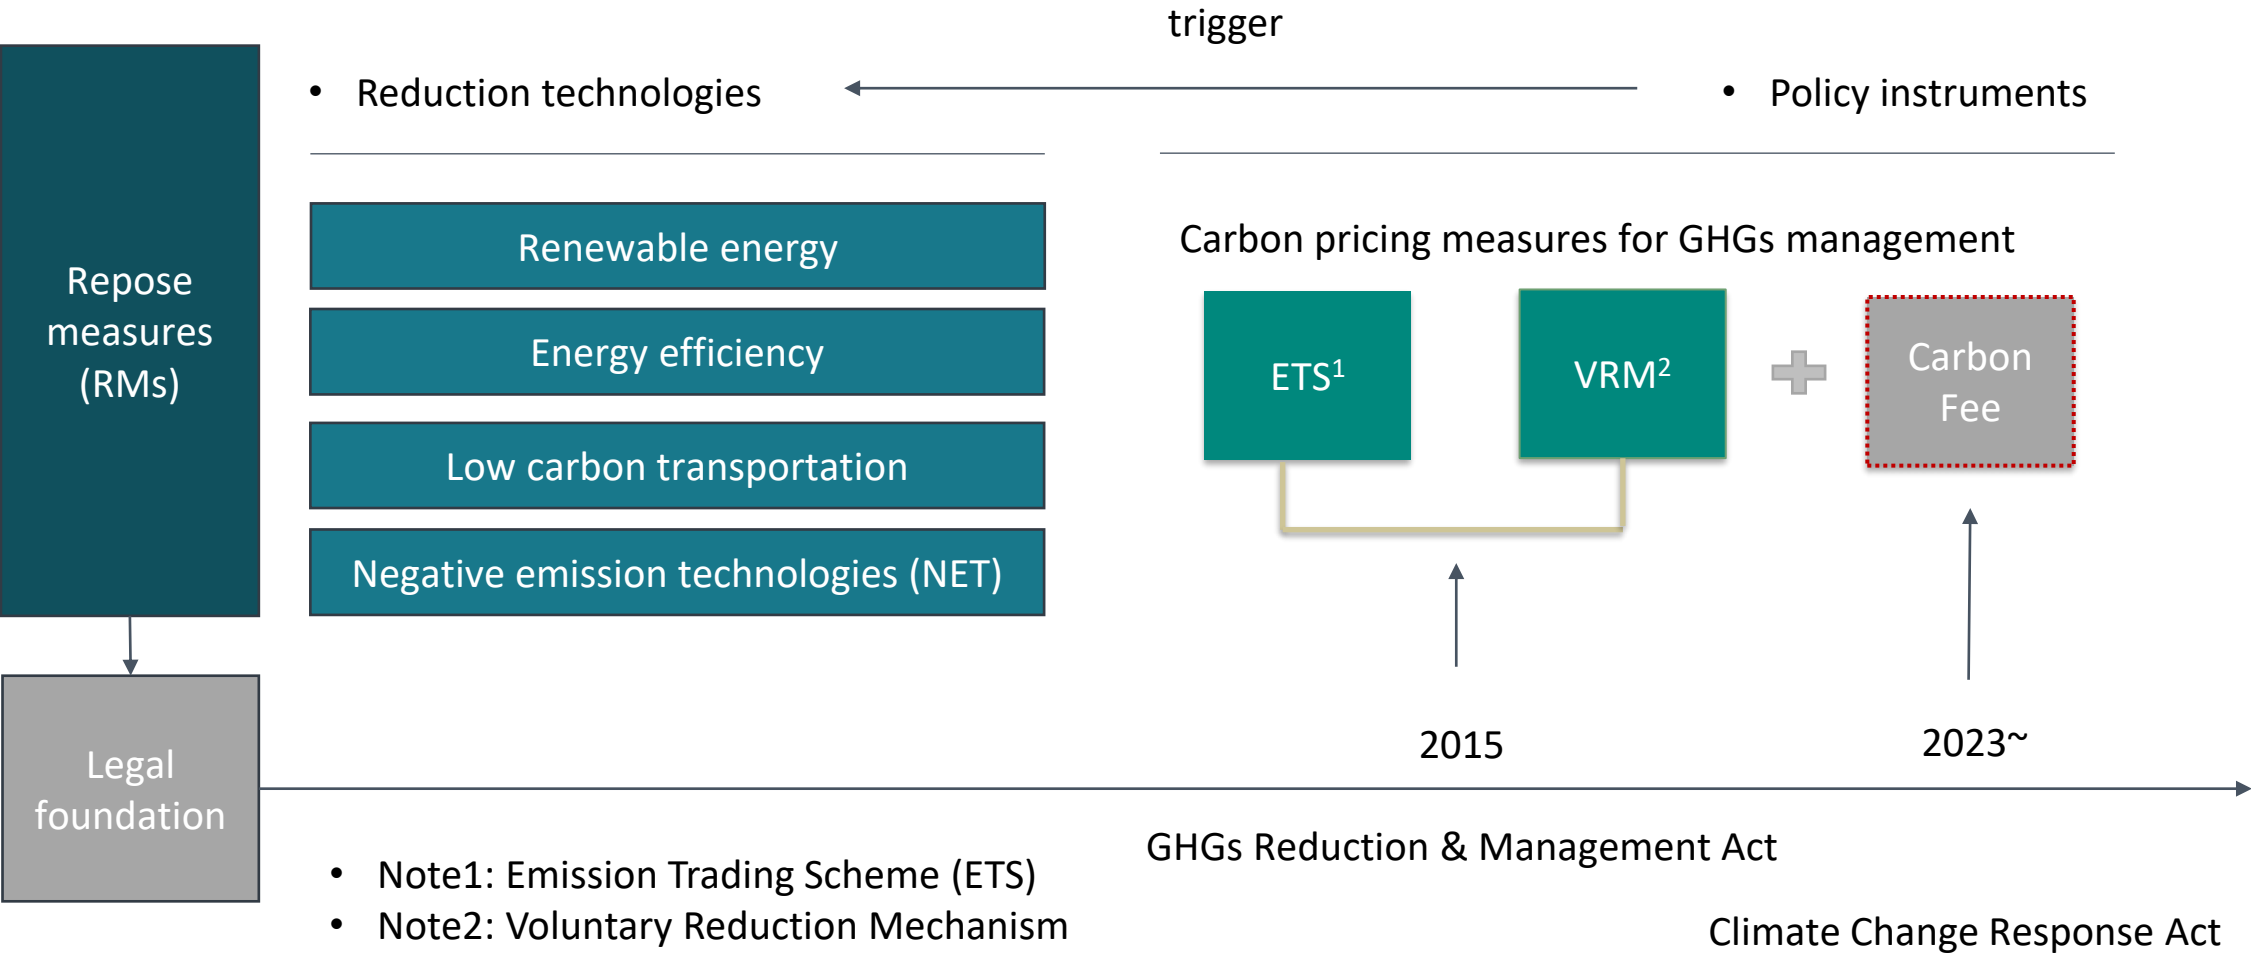 trigger
• Reduction technologies
• Policy instruments
Repose
measures
(RMs)
Renewable energy
Energy efficiency
Low carbon transportation
Negative emission technologies (NET)
Carbon pricing measures for GHGs management
ETS1
VRM2
Carbon
Fee
2015
2023~
Legal
foundation
GHGs Reduction & Management Act
Climate Change Response Act
• Note1: Emission Trading Scheme (ETS)
• Note2: Voluntary Reduction Mechanism